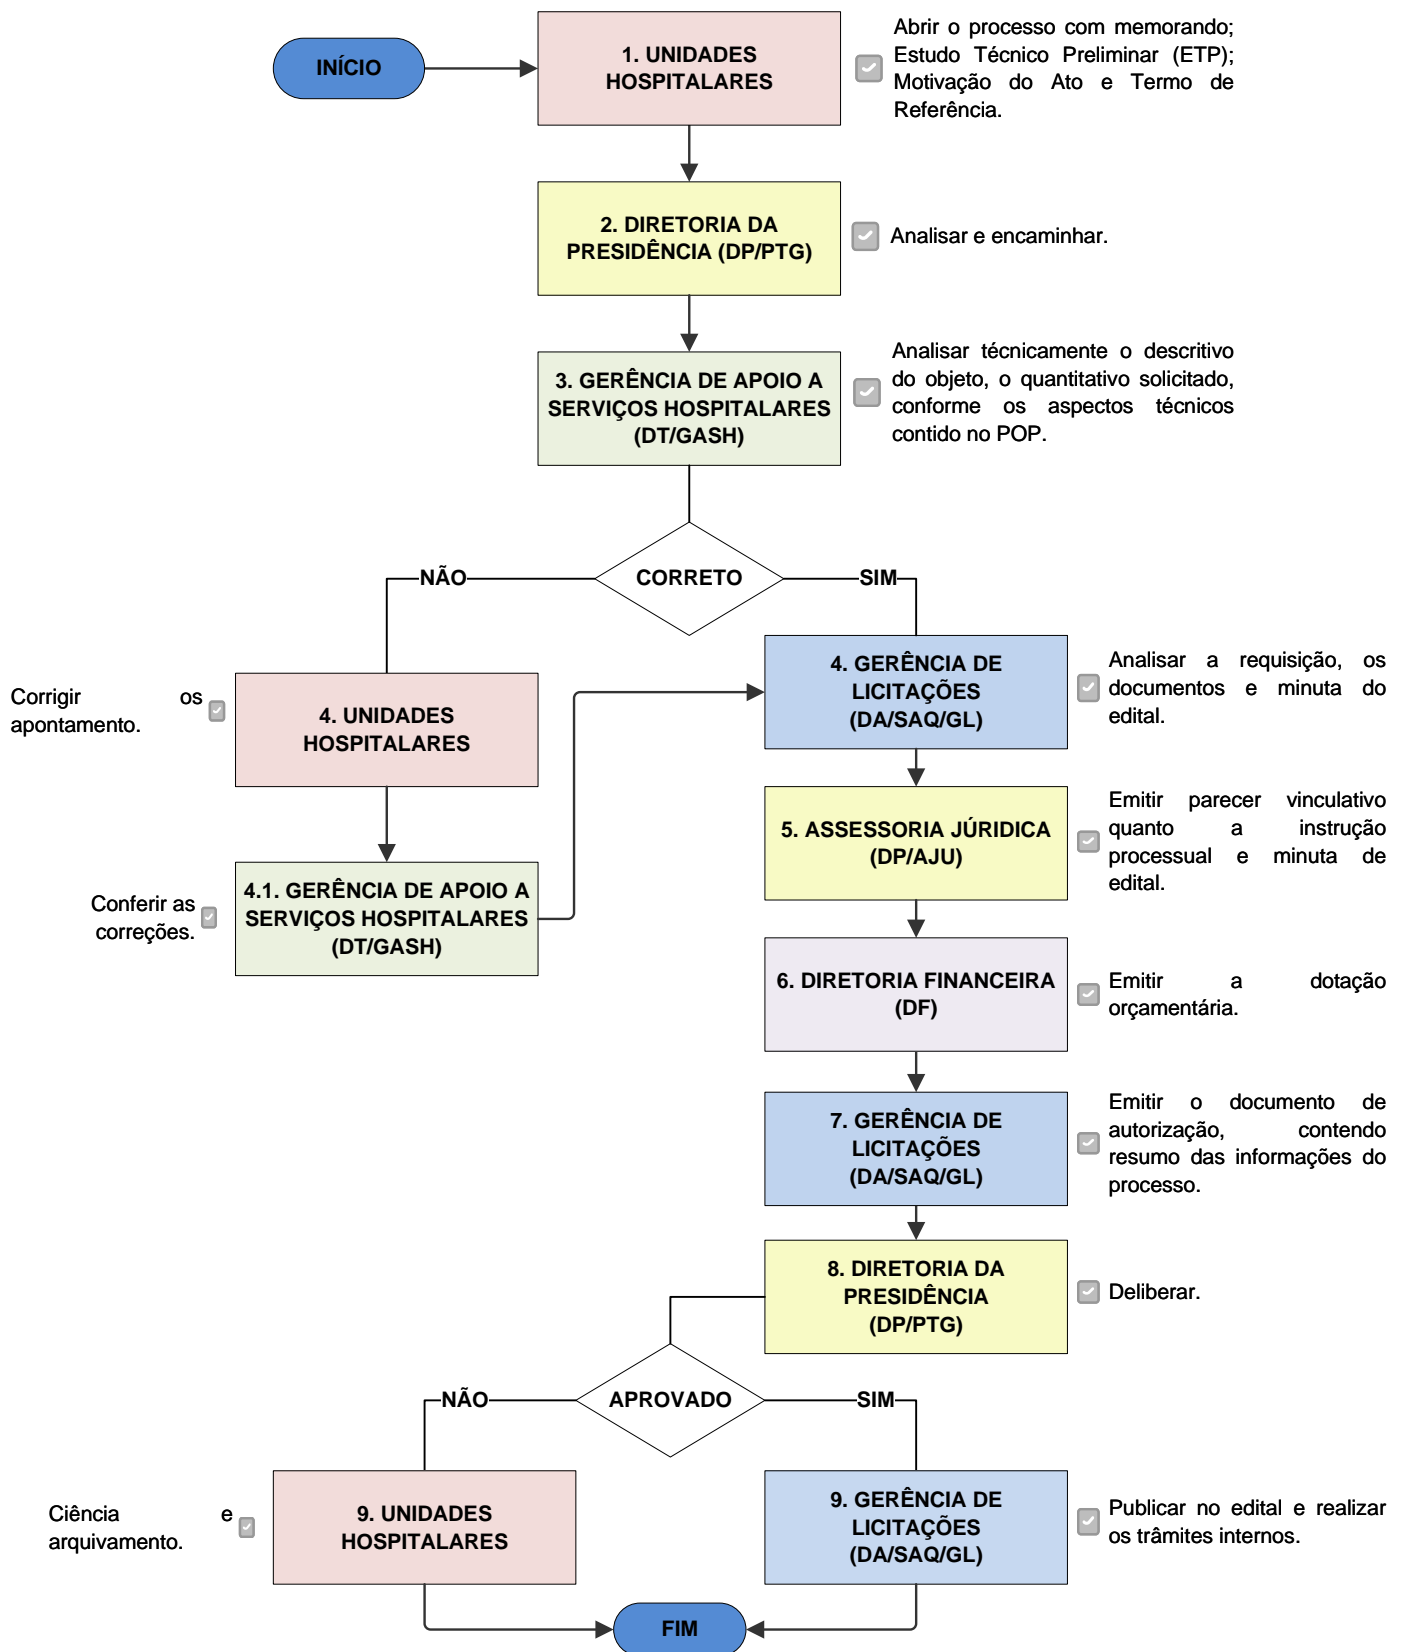 INÍCIO
1. UNIDADES
HOSPITALARES
Abrir o processo com memorando;
Estudo Técnico Preliminar (ETP);
Motivação do Ato e Termo de
Referência.
2. DIRETORIA DA
PRESIDÊNCIA (DP/PTG)
Analisar e encaminhar.
3. GERÊNCIA DE APOIO A
SERVIÇOS HOSPITALARES
(DT/GASH)
Analisar técnicamente o descritivo
do objeto, o quantitativo solicitado,
conforme os aspectos técnicos
contido no POP.
NÃO
CORRETO
SIM
Corrigir os
apontamento.
4. UNIDADES
HOSPITALARES
4. GERÊNCIA DE
LICITAÇÕES
(DA/SAQ/GL)
Analisar a requisição, os
documentos e minuta do
edital.
Conferir as
correções.
4.1. GERÊNCIA DE APOIO A
SERVIÇOS HOSPITALARES
(DT/GASH)
5. ASSESSORIA JÚRIDICA
(DP/AJU)
Emitir parecer vinculativo
quanto a instrução
processual e minuta de
edital.
6. DIRETORIA FINANCEIRA
(DF)
Emitir a dotação
orçamentária.
7. GERÊNCIA DE
LICITAÇÕES
(DA/SAQ/GL)
Emitir o documento de
autorização, contendo
resumo das informações do
processo.
8. DIRETORIA DA
PRESIDÊNCIA
(DP/PTG)
Deliberar.
NÃO
APROVADO
SIM
Ciência e
arquivamento.
9. UNIDADES
HOSPITALARES
9. GERÊNCIA DE
LICITAÇÕES
(DA/SAQ/GL)
Publicar no edital e realizar
os trâmites internos.
FIM